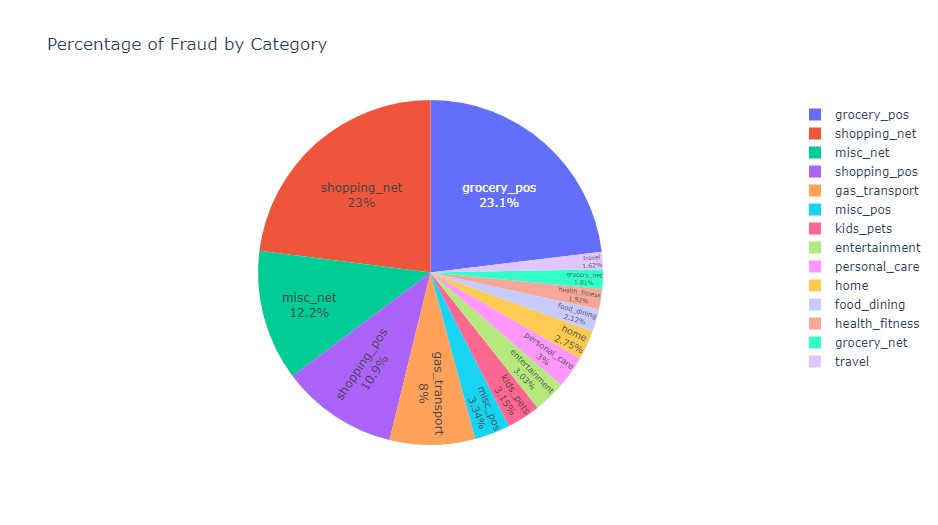 Percentage of Fraud by Category
grocery_pos
23.1%
shopping_net
23%
misc_net
12.2%
shopping_pos
10.9%
gas_transport
8%
misc_pos
3.34%
kids_pets
3.15%
entertainment
3.03%
personal_care
3%
home
2.75%
food_dining
2.12%
health_fitness
1.92%
grocery_net
1.81%
travel
1.62%
grocery_pos
shopping_net
misc_net
shopping_pos
gas_transport
misc_pos
kids_pets
entertainment
personal_care
home
food_dining
health_fitness
grocery_net
travel